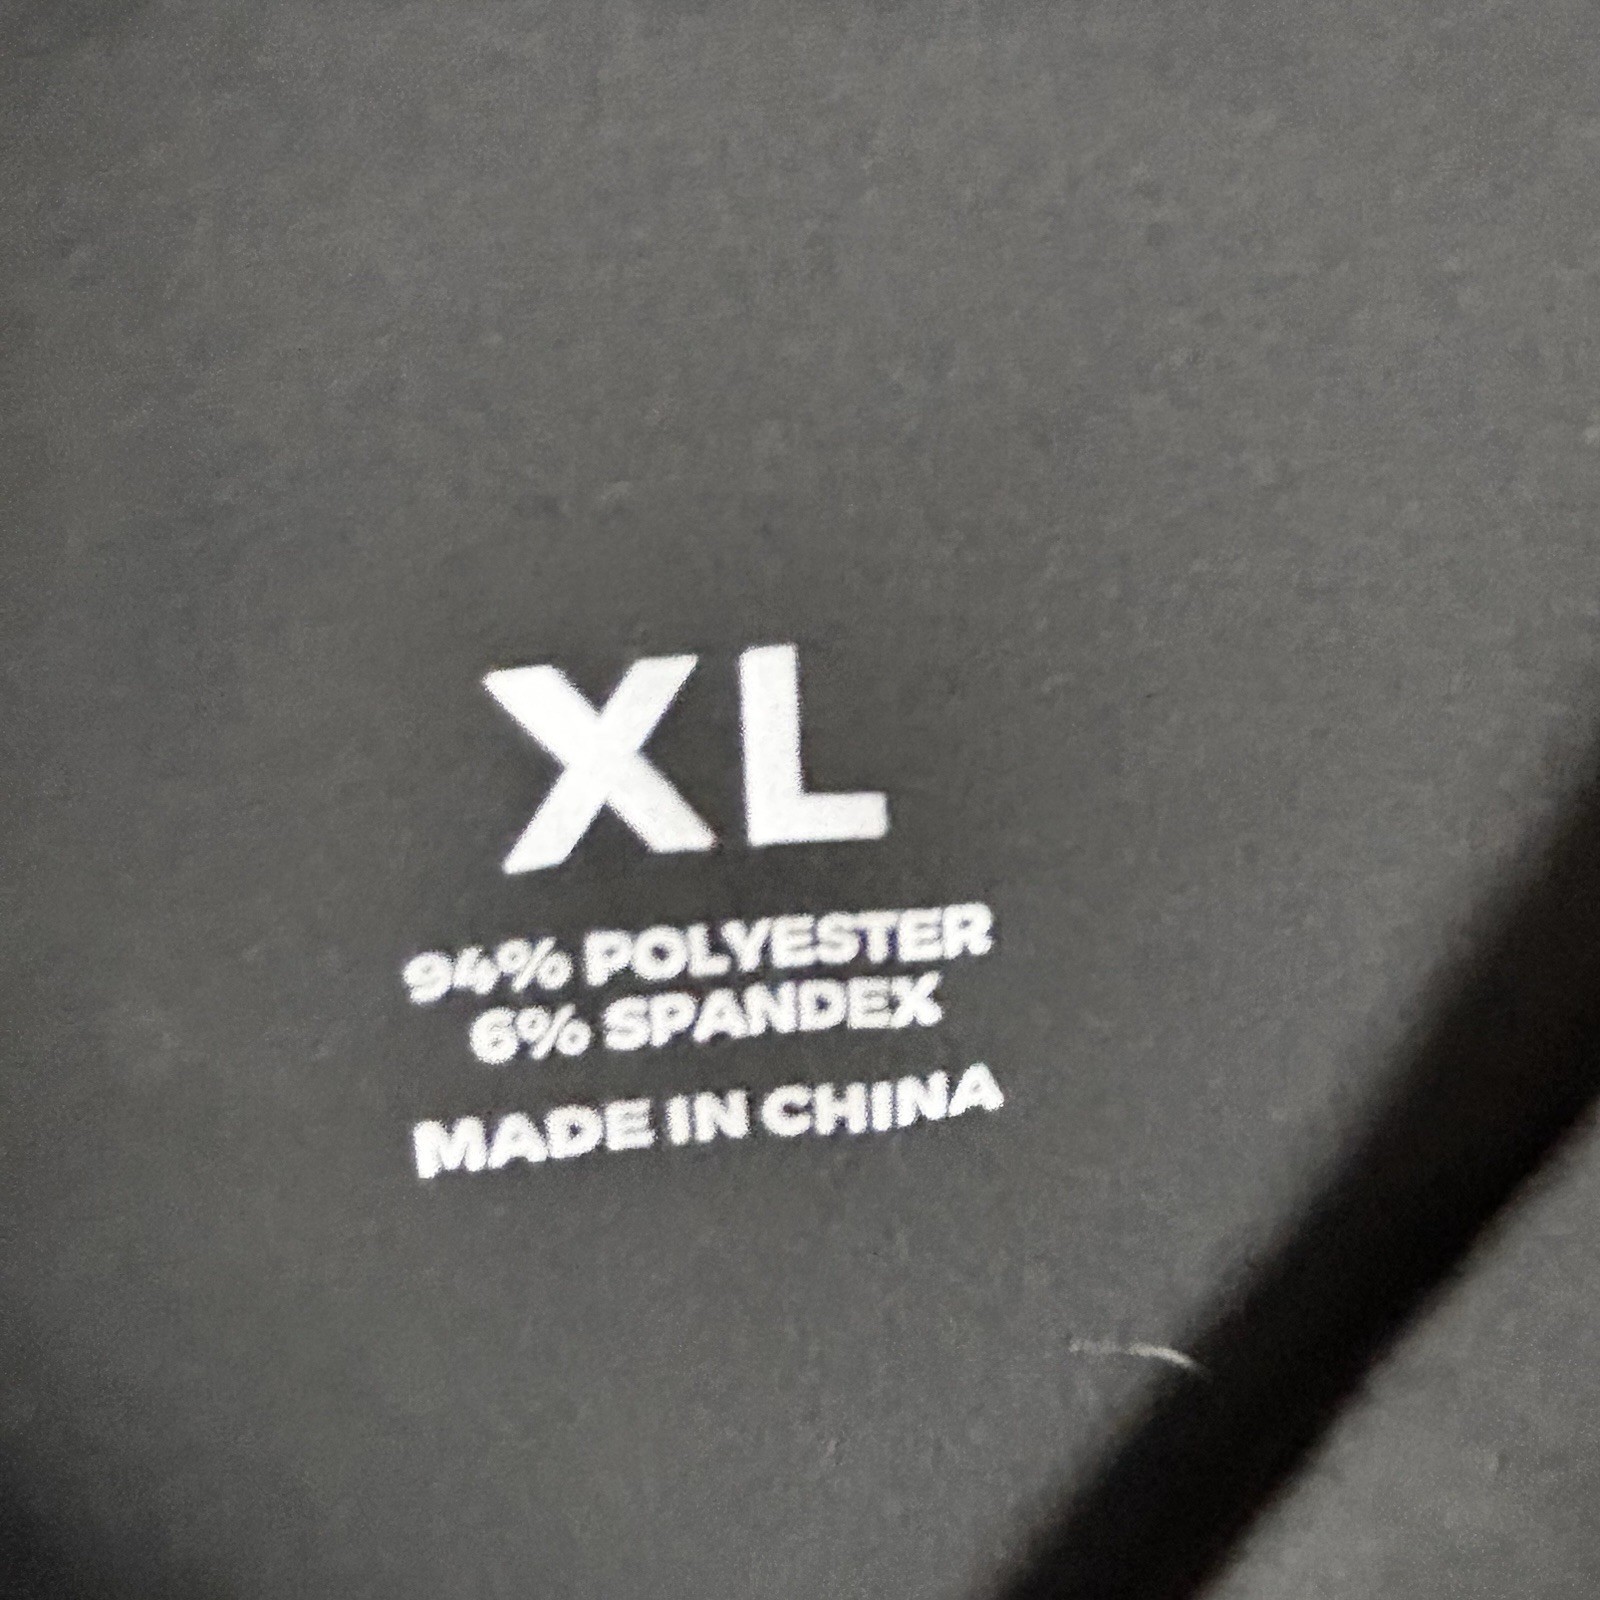 XL
94% POLYESTER
6% SPANDEX
MADE IN CHINA